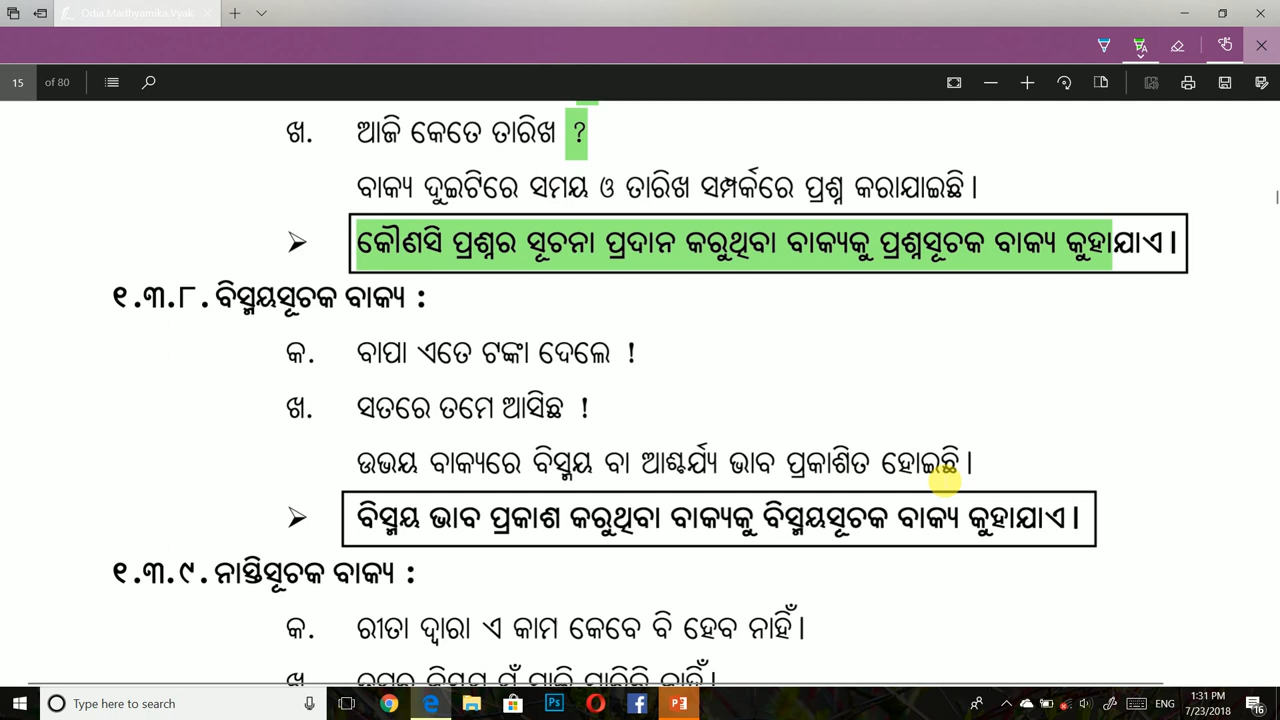 Odia.Madhyamika.Vyak
15 of 80
ଖ. ଆଜି କେତେ ତାରିଖ ?
ବାକ୍ୟ ଦୁଇଟିରେ ସମୟ ଓ ତାରିଖ ସମ୍ପର୍କରେ ପ୍ରଶ୍ନ କରାଯାଇଛି।
➢ କୌଣସି ପ୍ରଶ୍ନର ସୂଚନା ପ୍ରଦାନ କରୁଥିବା ବାକ୍ୟକୁ ପ୍ରଶ୍ନସୂଚକ ବାକ୍ୟ କୁହାଯାଏ।
୧.୩.୮. ବିସ୍ମୟସୂଚକ ବାକ୍ୟ :
କ. ବାପା ଏତେ ଟଙ୍କା ଦେଲେ !
ଖ. ସତରେ ତମେ ଆସିଛ !
ଉଭୟ ବାକ୍ୟରେ ବିସ୍ମୟ ବା ଆଶ୍ଚର୍ଯ୍ୟ ଭାବ ପ୍ରକାଶିତ ହୋଇଛି।
➢ ବିସ୍ମୟ ଭାବ ପ୍ରକାଶ କରୁଥିବା ବାକ୍ୟକୁ ବିସ୍ମୟସୂଚକ ବାକ୍ୟ କୁହାଯାଏ।
୧.୩.୯. ନାସ୍ତିସୂଚକ ବାକ୍ୟ :
କ. ରୀତା ଦ୍ୱାରା ଏ କାମ କେବେ ବି ହେବ ନାହିଁ।
ଖ.
Type here to search
ENG
1:31 PM
7/23/2018
16